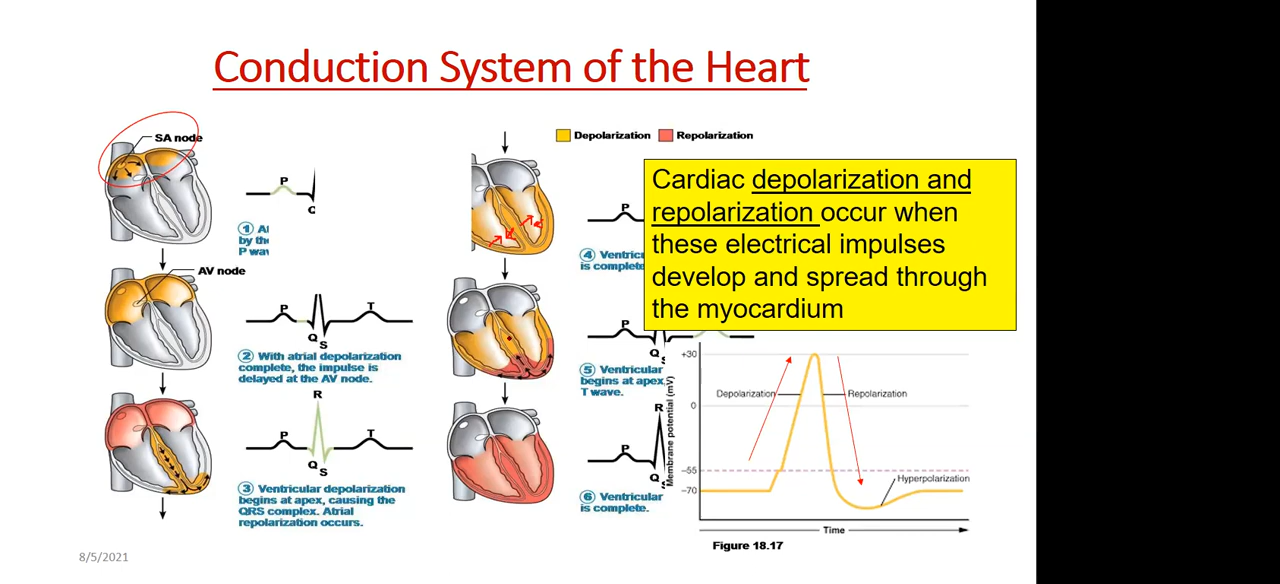 Conduction System of the Heart
SA node
P
Q
① 
by the
P wa
AV node
P
T
Q
S
② With atrial depolarization
complete, the impulse is
delayed at the AV node.
R
P
T
Q
S
③ Ventricular depolarization
begins at apex, causing the
QRS complex. Atrial
repolarization occurs.
Depolarization
Repolarization
P
④ Ventric
is complet
P
Q
S
⑤ Ventricular
begins at apex,
T wave.
R
P
Q
⑥ Ventricular
is complete.
Cardiac depolarization and
repolarization occur when
these electrical impulses
develop and spread through
the myocardium
+30
0
-55
-70
Membrane potential (mV)
Depolarization
Repolarization
Hyperpolarization
Time
Figure 18.17
8/5/2021